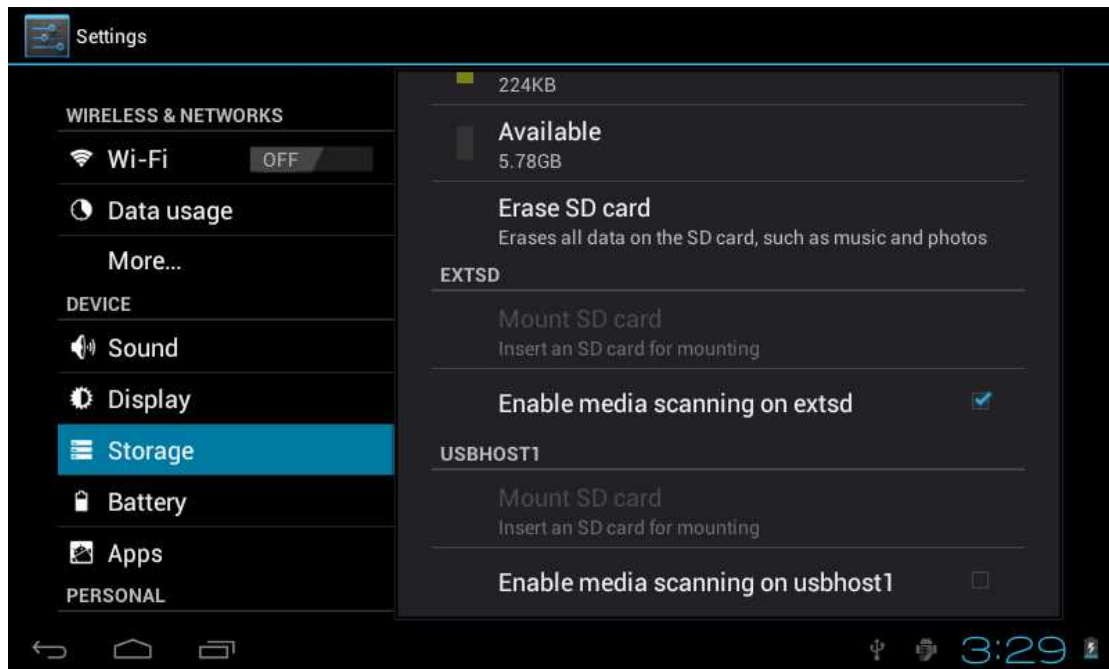 Settings
WIRELESS & NETWORKS
Wi-Fi OFF
Data usage
More...
DEVICE
Sound
Display
Storage
Battery
Apps
PERSONAL
224KB
Available
5.78GB
Erase SD card
Erases all data on the SD card, such as music and photos
EXTSD
Mount SD card
Insert an SD card for mounting
Enable media scanning on extsd
USBHOST1
Mount SD card
Insert an SD card for mounting
Enable media scanning on usbhost1
3:29